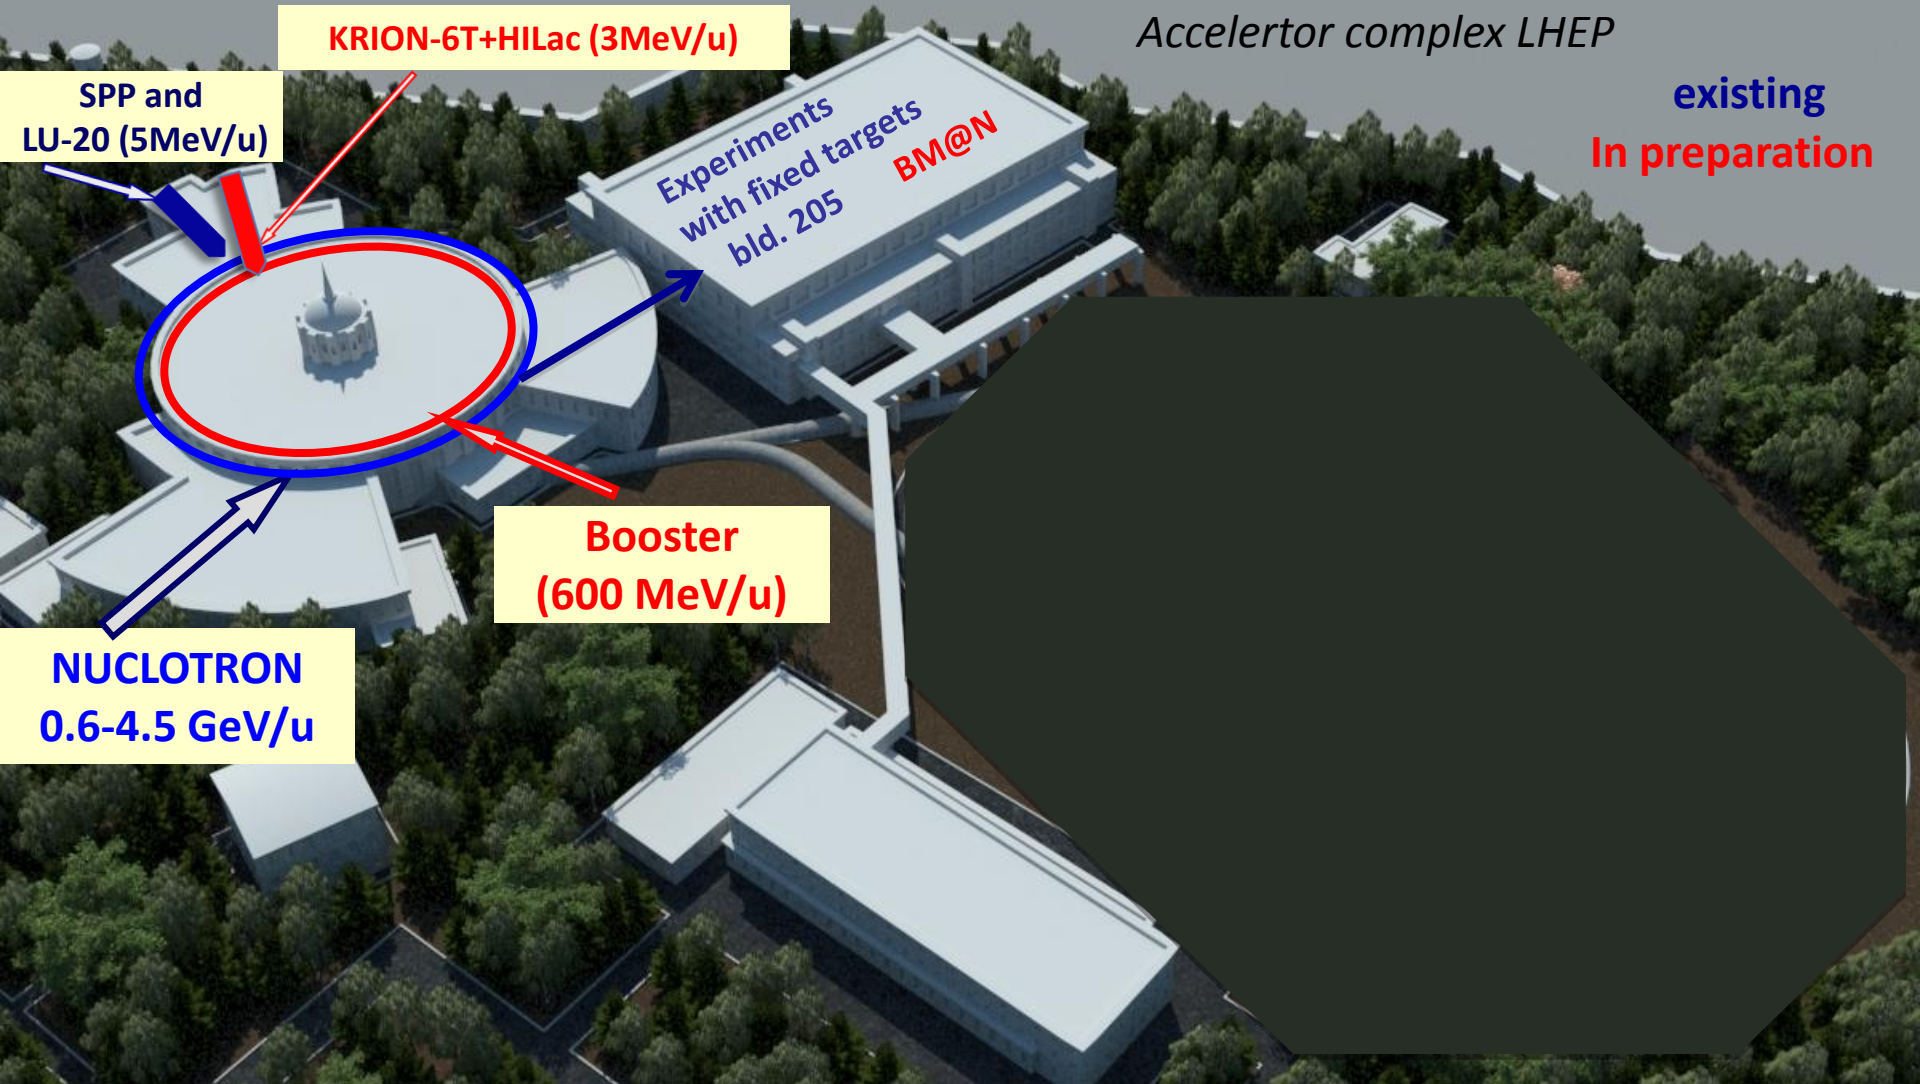 Accelertor complex LHEP
KRION-6T+HILac (3MeV/u)
SPP and
LU-20 (5MeV/u)
existing
In preparation
Experiments
with fixed targets
bld. 205
BM@N
Booster
(600 MeV/u)
NUCLOTRON
0.6-4.5 GeV/u